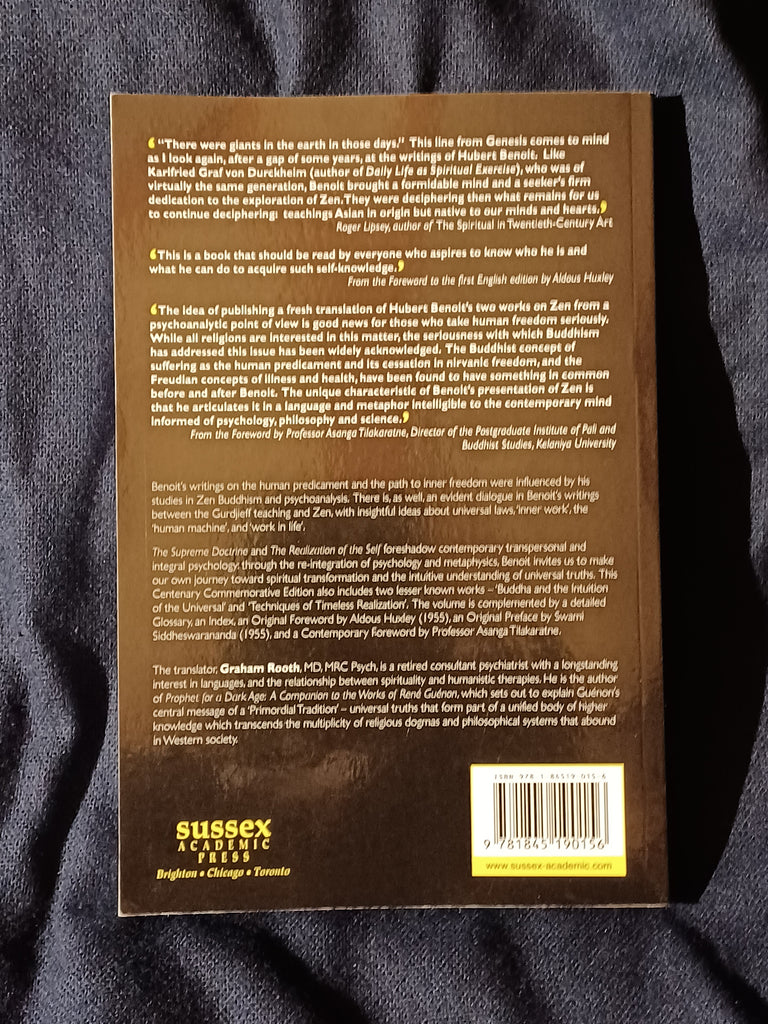 ‘“There were giants in the earth in those days.” This line from Genesis comes to mind
as I look again, after a gap of some years, at the writings of Hubert Benoit. Like
Karlfried Graf von Durckheim (author of Daily Life as Spiritual Exercise), who was of
virtually the same generation, Benoit brought a formidable mind and a seeker's firm
dedication to the exploration of Zen. They were deciphering then what remains for us
to continue deciphering: teachings Asian in origin but native to our minds and hearts.’
Roger Lipsey, author of The Spiritual in Twentieth-Century Art
‘This is a book that should be read by everyone who aspires to know who he is and
what he can do to acquire such self-knowledge.’
From the Foreword to the first English edition by Aldous Huxley
‘The idea of publishing a fresh translation of Hubert Benoit's two works on Zen from a
psychoanalytic point of view is good news for those who take human freedom seriously.
While all religions are interested in this matter, the seriousness with which Buddhism
has addressed this issue has been widely acknowledged. The Buddhist concept of
suffering as the human predicament and its cessation in nirvanic freedom, and the
Freudian concepts of illness and health, have been found to have something in common
before and after Benoit. The unique characteristic of Benoit's presentation of Zen is
that he articulates it in a language and metaphor intelligible to the contemporary mind
informed of psychology, philosophy and science.’
From the Foreword by Professor Asanga Tilakaratne, Director of the Postgraduate Institute of Pali and
Buddhist Studies, Kelaniya University
Benoit's writings on the human predicament and the path to inner freedom were influenced by his
studies in Zen Buddhism and psychoanalysis. There is, as well, an evident dialogue in Benoit's writings
between the Gurdjieff teaching and Zen, with insightful ideas about universal laws, 'inner work', the
'human machine', and 'work in life'.
The Supreme Doctrine and The Realization of the Self foreshadow contemporary transpersonal and
integral psychology: through the re-integration of psychology and metaphysics, Benoit invites us to make
our own journey toward spiritual transformation and the intuitive understanding of universal truths. This
Centenary Commemorative Edition also includes two lesser known works – 'Buddha and the Intuition
of the Universal' and 'Techniques of Timeless Realization'. The volume is complemented by a detailed
Glossary, an Index, an Original Foreword by Aldous Huxley (1955), an Original Preface by Swami
Siddheswarananda (1955), and a Contemporary Foreword by Professor Asanga Tilakaratne.
The translator, Graham Rooth, MD, MRC Psych, is a retired consultant psychiatrist with a longstanding
interest in languages, and the relationship between spirituality and humanistic therapies. He is the author
of Prophet for a Dark Age: A Companion to the Works of René Guénon, which sets out to explain Guénon's
central message of a 'Primordial Tradition' – universal truths that form part of a unified body of higher
knowledge which transcends the multiplicity of religious dogmas and philosophical systems that abound
in Western society.
ISBN 978 1 84519 015 6
9 781845 190156
www.sussex-academic.com
sussex
ACADEMIC
PRESS
Brighton • Chicago • Toronto